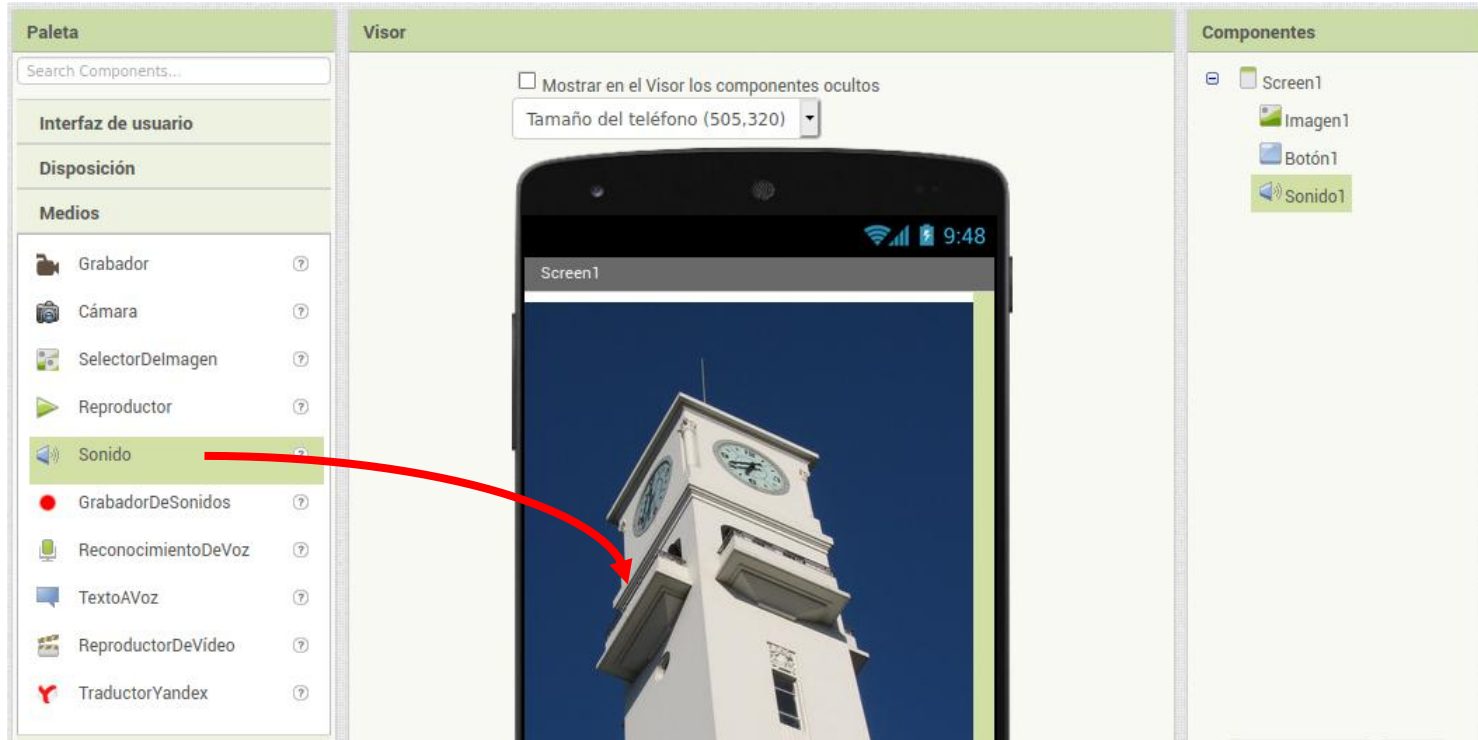 Paleta
Search Components...
Interfaz de usuario
Disposición
Medios
Grabador
Cámara
SelectorDeImagen
Reproductor
Sonido
GrabadorDeSonidos
ReconocimientoDeVoz
TextoAVoz
ReproductorDeVídeo
TraductorYandex
Visor
Mostrar en el Visor los componentes ocultos
Tamaño del teléfono (505,320)
9:48
Screen1
Componentes
Screen1
Imagen1
Botón1
Sonido1